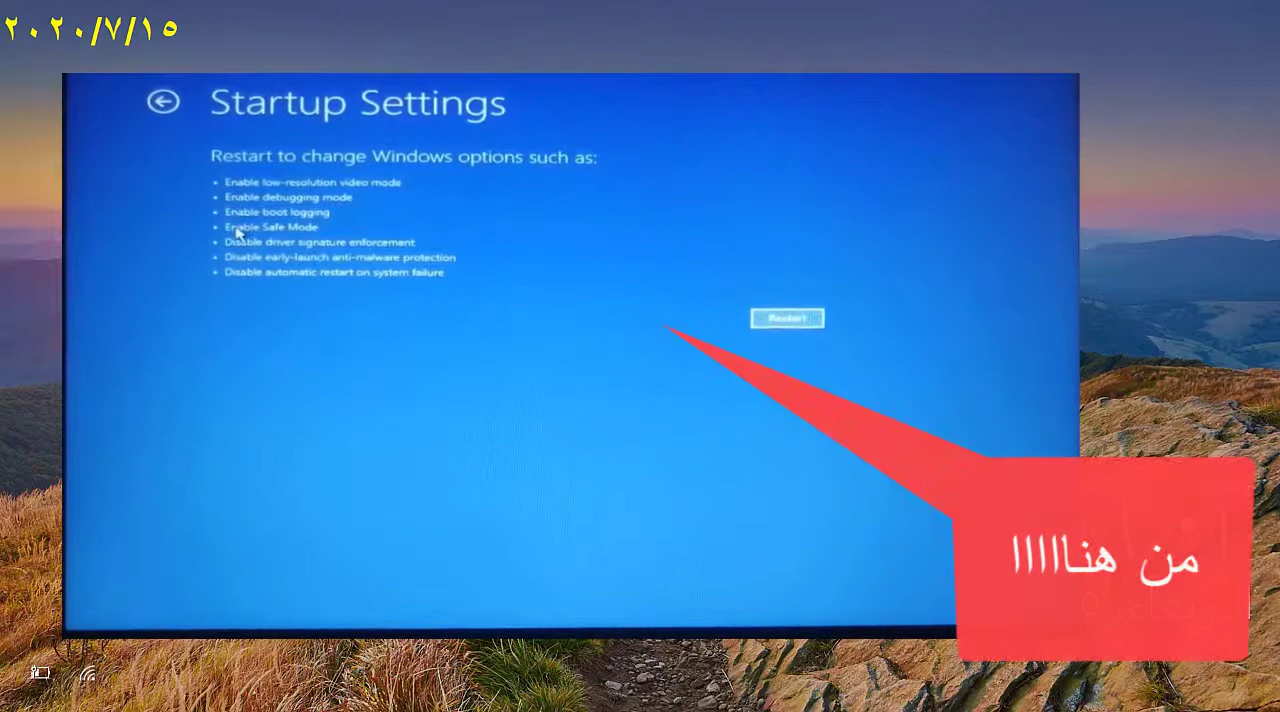 ٢٠٢٠/٧/١٥
Startup Settings
Restart to change Windows options such as:
• Enable low-resolution video mode
• Enable debugging mode
• Enable boot logging
• Enable Safe Mode
• Disable driver signature enforcement
• Disable early-launch anti-malware protection
• Disable automatic restart on system failure
Restart
من هنااااا